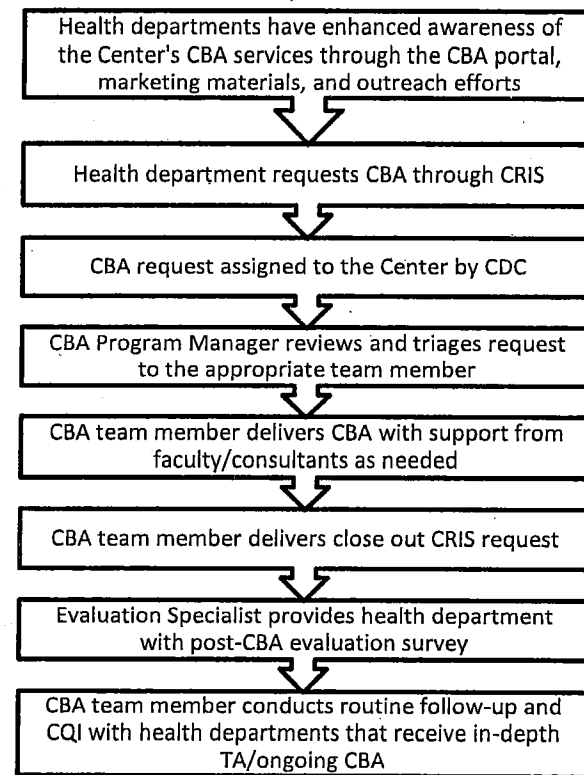 Health departments have enhanced awareness of
the Center's CBA services through the CBA portal,
marketing materials, and outreach efforts
Health department requests CBA through CRIS
CBA request assigned to the Center by CDC
CBA Program Manager reviews and triages request
to the appropriate team member
CBA team member delivers CBA with support from
faculty/consultants as needed
CBA team member delivers close out CRIS request
Evaluation Specialist provides health department
with post-CBA evaluation survey
CBA team member conducts routine follow-up and
CQI with health departments that receive in-depth
TA/ongoing CBA